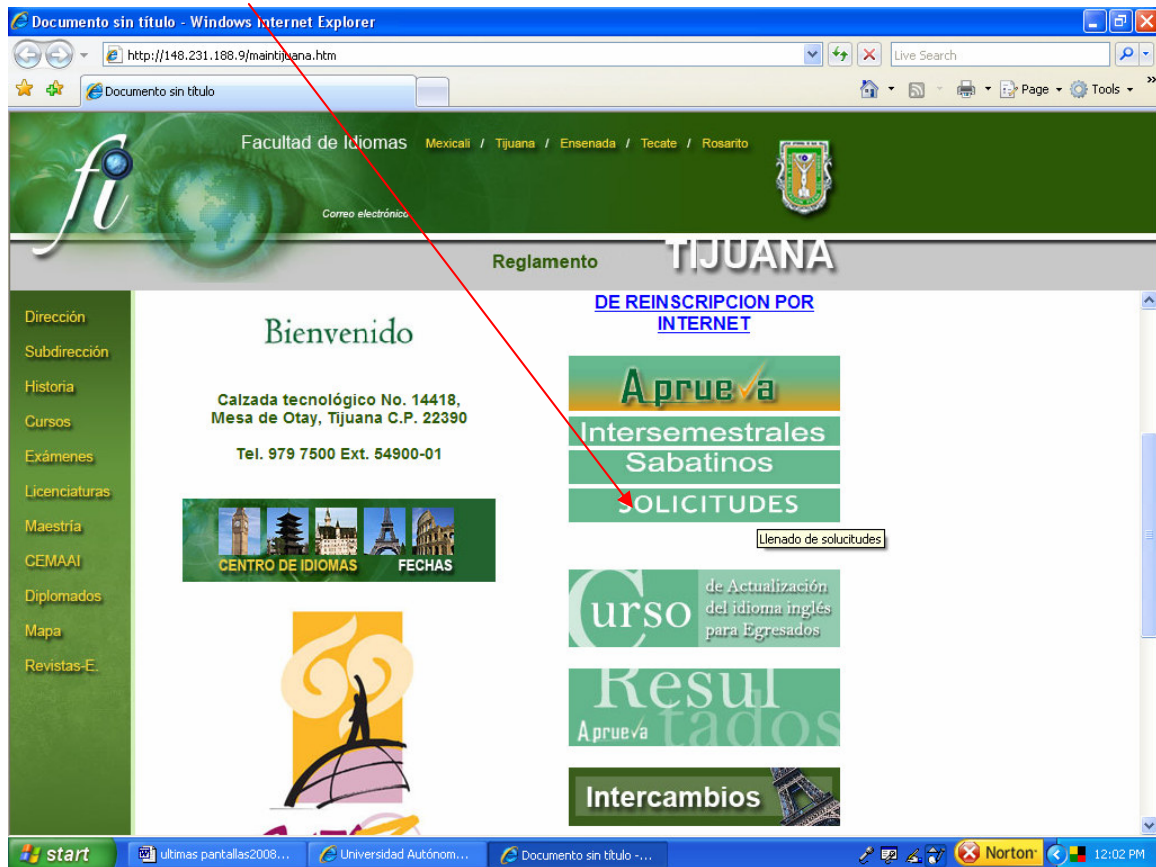 Documento sin título - Windows Internet Explorer
http://148.231.188.9/maintijuana.htm
Live Search
Documento sin título
Page
Tools
fi
Facultad de Idiomas
Mexicali / Tijuana / Ensenada / Tecate / Rosarito
Correo electrónico
Reglamento
TIJUANA
Dirección
Subdirección
Historia
Cursos
Exámenes
Licenciaturas
Maestría
CEMAAI
Diplomados
Mapa
Revistas-E.
Bienvenido
Calzada tecnológico No. 14418,
Mesa de Otay, Tijuana C.P. 22390
Tel. 979 7500 Ext. 54900-01
CENTRO DE IDIOMAS FECHAS
DE REINSCRIPCION POR
INTERNET
Aprueva
Intersemestrales
Sabatinos
SOLICITUDES
Llenado de solucitudes
Curso
de Actualización
del idioma inglés
para Egresados
Resul
tados
Aprueva
Intercambios
start
ultimas pantallas2008...
Universidad Autónom...
Documento sin título -...
Norton
12:02 PM